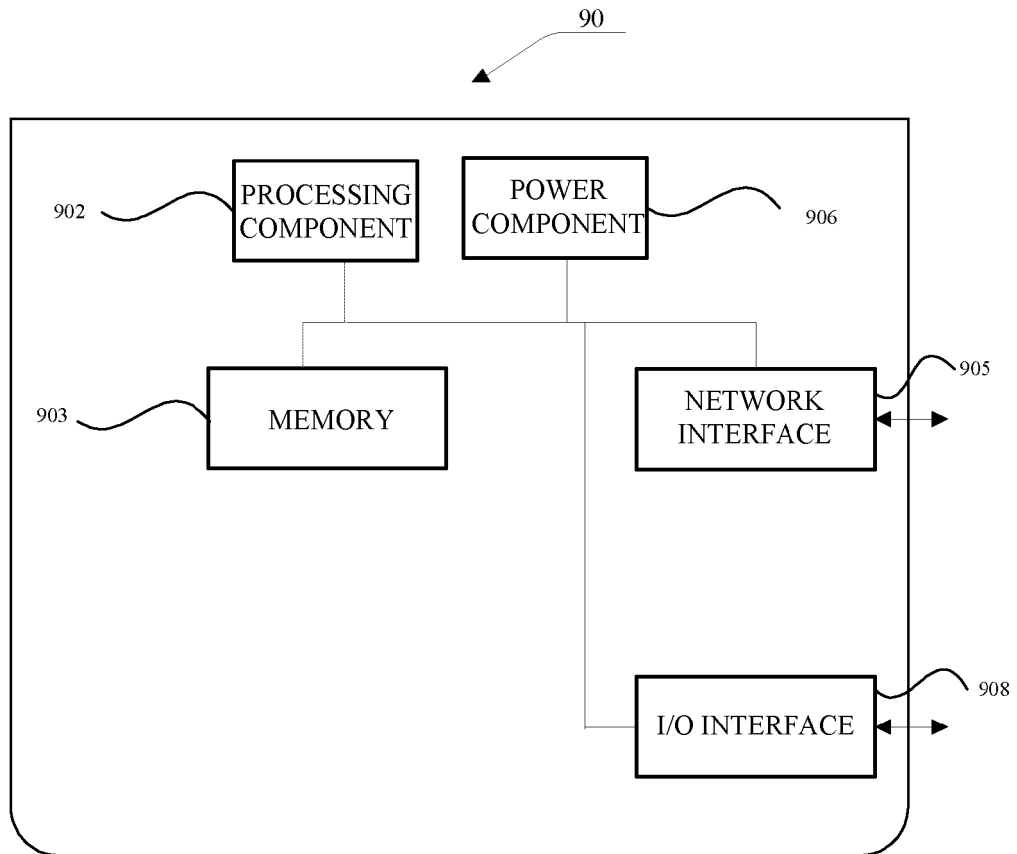 90
PROCESSING
COMPONENT
902
POWER
COMPONENT
906
MEMORY
903
NETWORK
INTERFACE
905
I/O INTERFACE
908